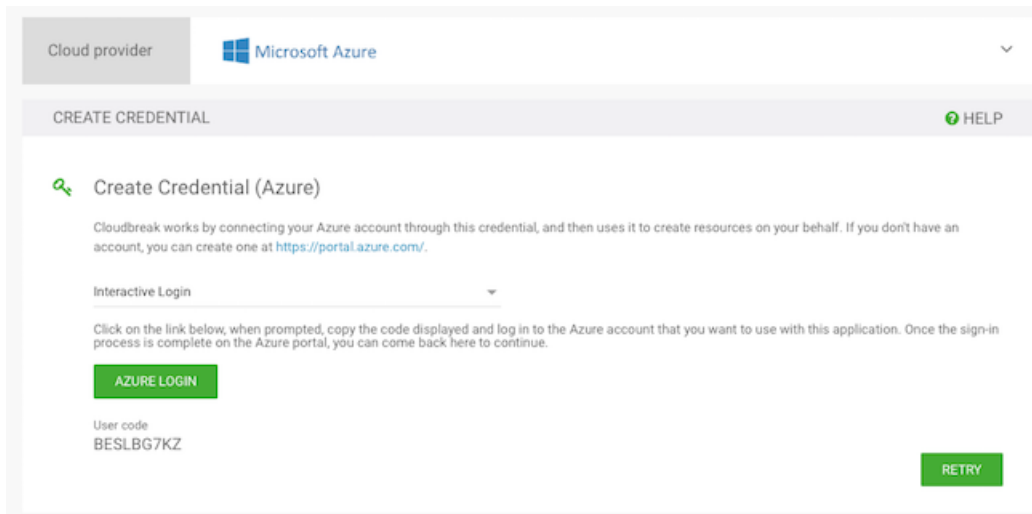 Cloud provider
Microsoft Azure
CREATE CREDENTIAL
HELP
Create Credential (Azure)
Cloudbreak works by connecting your Azure account through this credential, and then uses it to create resources on your behalf. If you don't have an
account, you can create one at https://portal.azure.com/.
Interactive Login
Click on the link below, when prompted, copy the code displayed and log in to the Azure account that you want to use with this application. Once the sign-in
process is complete on the Azure portal, you can come back here to continue.
AZURE LOGIN
User code
BESLBG7KZ
RETRY